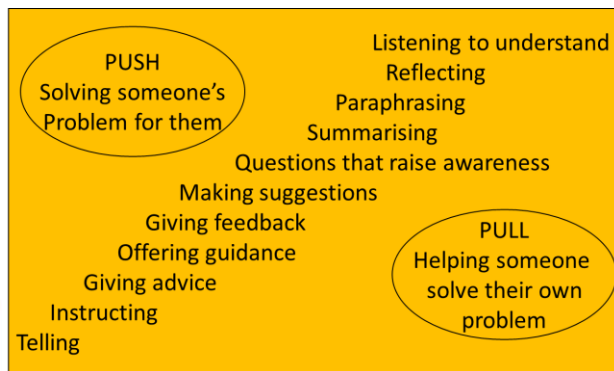 PUSH
Solving someone's
Problem for them
Listening to understand
Reflecting
Paraphrasing
Summarising
Questions that raise awareness
Making suggestions
Giving feedback
Offering guidance
Giving advice
Instructing
Telling
PULL
Helping someone
solve their own
problem